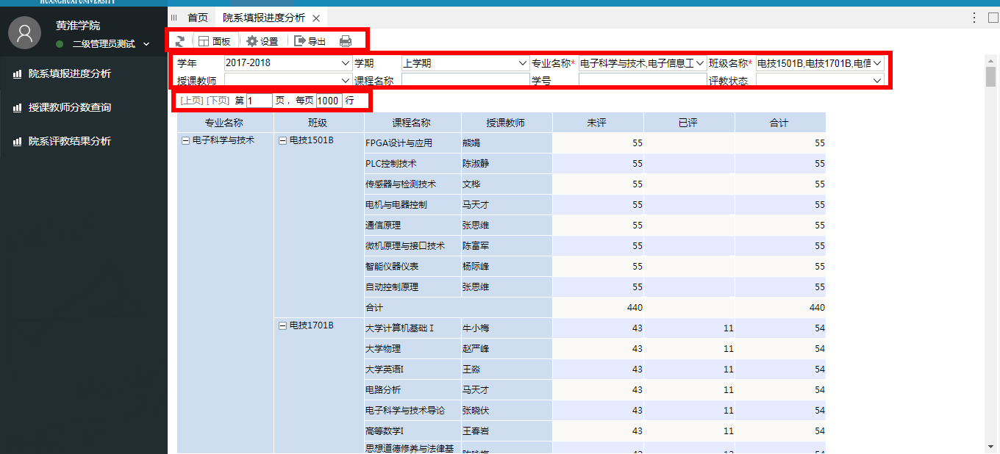 HUANGHUAI UNIVERSITY
黄淮学院
二级管理员测试
院系填报进度分析
授课教师分数查询
院系评教结果分析
首页 院系填报进度分析
面板 设置 导出
学年 2017-2018 学期 上学期 专业名称* 电子科学与技术,电子信息工 班级名称* 电技1501B,电技1701B,电信
授课教师 课程名称 学号 评教状态
[上页] [下页] 第 1 页， 每页 1000 行
专业名称 班级 课程名称 授课教师 未评 已评 合计
电子科学与技术 电技1501B FPGA设计与应用 熊娟 55 55
PLC控制技术 陈淑静 55 55
传感器与检测技术 文桦 55 55
电机与电器控制 马天才 55 55
通信原理 张思维 55 55
微机原理与接口技术 陈富军 55 55
智能仪器仪表 杨际峰 55 55
自动控制原理 张思维 55 55
合计 440 440
电技1701B 大学计算机基础 I 牛小梅 43 11 54
大学物理 赵严峰 43 11 54
大学英语I 王淼 43 11 54
电路分析 马天才 43 11 54
电子科学与技术导论 张晓伏 43 11 54
高等数学I 王春岩 43 11 54
思想道德修养与法律基